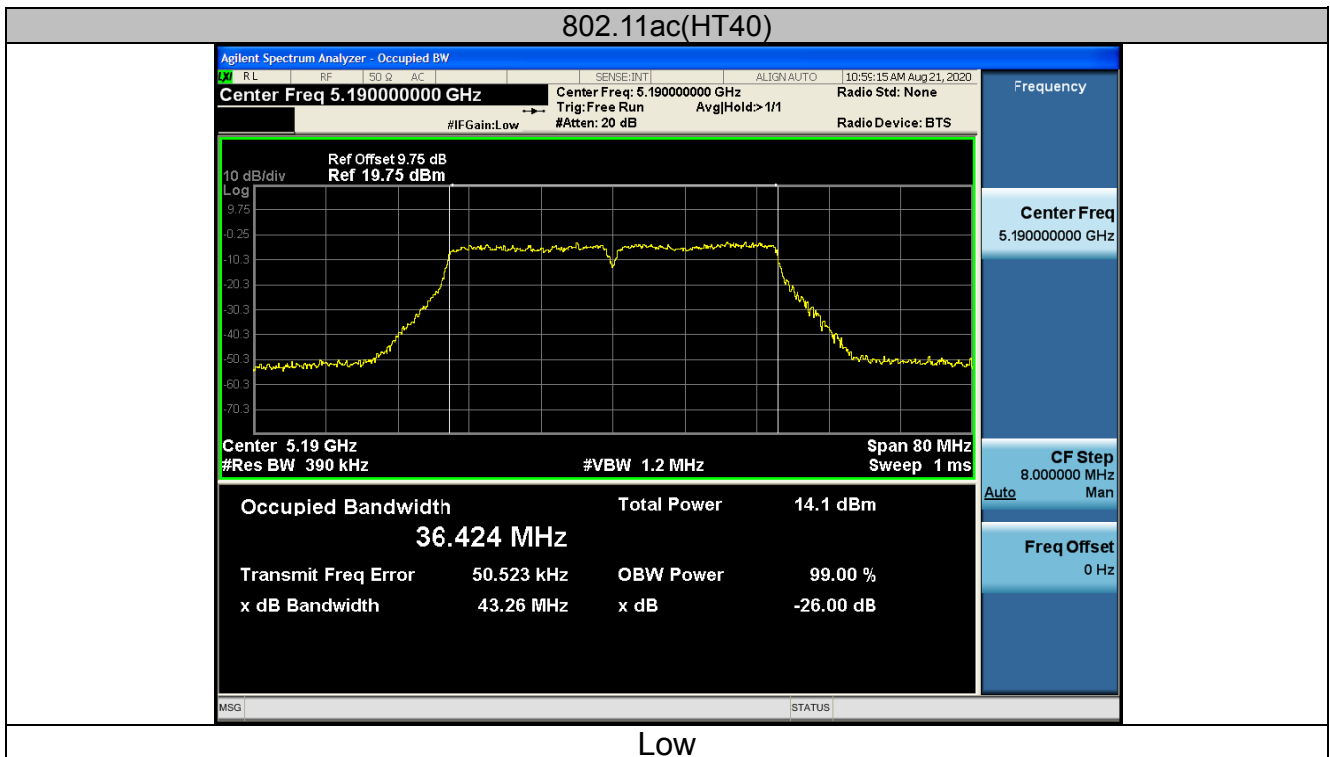 802.11ac(HT40)
Agilent Spectrum Analyzer - Occupied BW
LXI RL RF 50 Ω AC SENSE:INT ALIGN AUTO 10:59:15 AM Aug 21, 2020
Center Freq 5.190000000 GHz
Center Freq: 5.190000000 GHz Radio Std: None
Trig: Free Run Avg|Hold:> 1/1
#IFGain:Low #Atten: 20 dB Radio Device: BTS
Frequency
Ref Offset 9.75 dB
10 dB/div Ref 19.75 dBm
Log
9.75
-0.25
-10.3
-20.3
-30.3
-40.3
-50.3
-60.3
-70.3
Center 5.19 GHz Span 80 MHz
#Res BW 390 kHz #VBW 1.2 MHz Sweep 1 ms
Center Freq
5.190000000 GHz
CF Step
8.000000 MHz
Auto Man
Freq Offset
0 Hz
Occupied Bandwidth Total Power 14.1 dBm
36.424 MHz
Transmit Freq Error 50.523 kHz OBW Power 99.00 %
x dB Bandwidth 43.26 MHz x dB -26.00 dB
MSG STATUS
Low